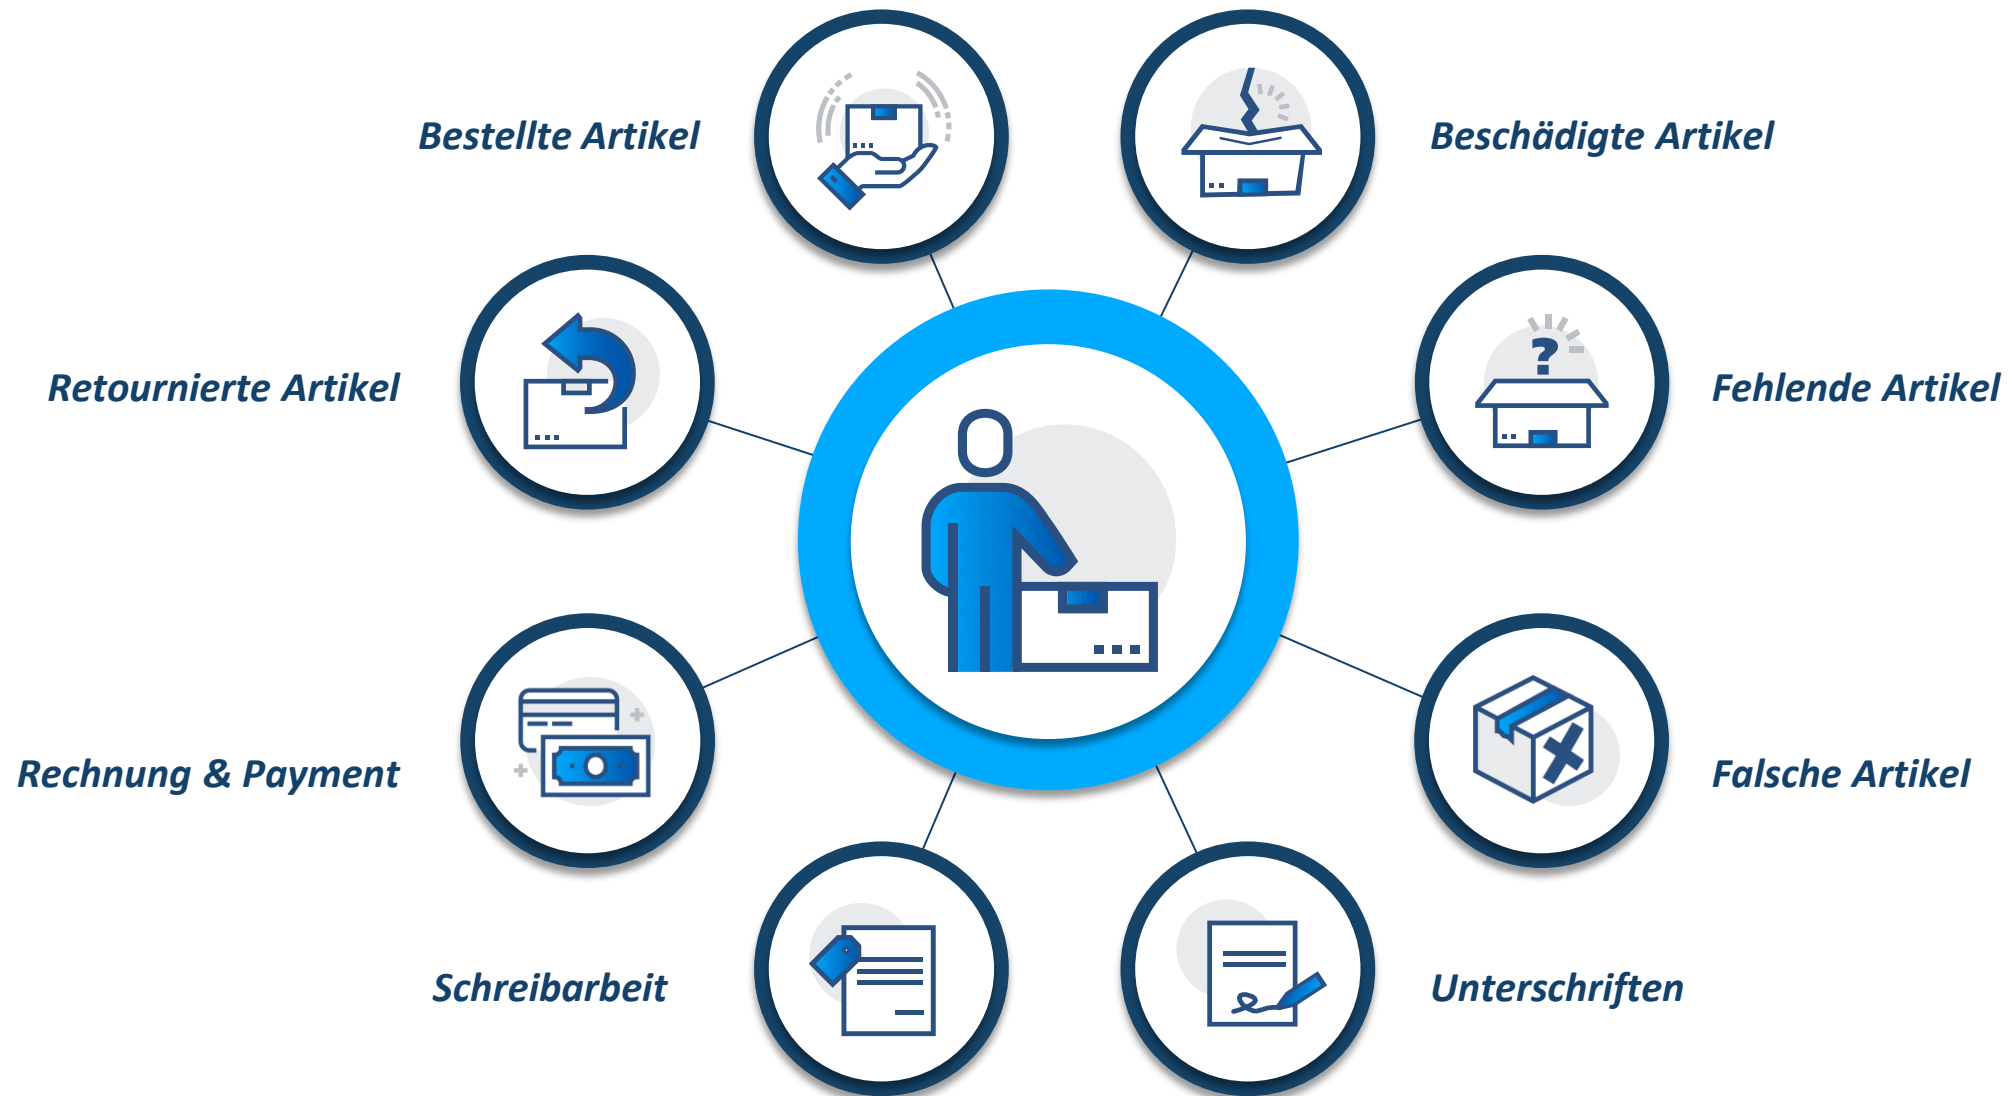 Bestellte Artikel
Beschädigte Artikel
Retournierte Artikel
Fehlende Artikel
?
Rechnung & Payment
Falsche Artikel
Schreibarbeit
Unterschriften